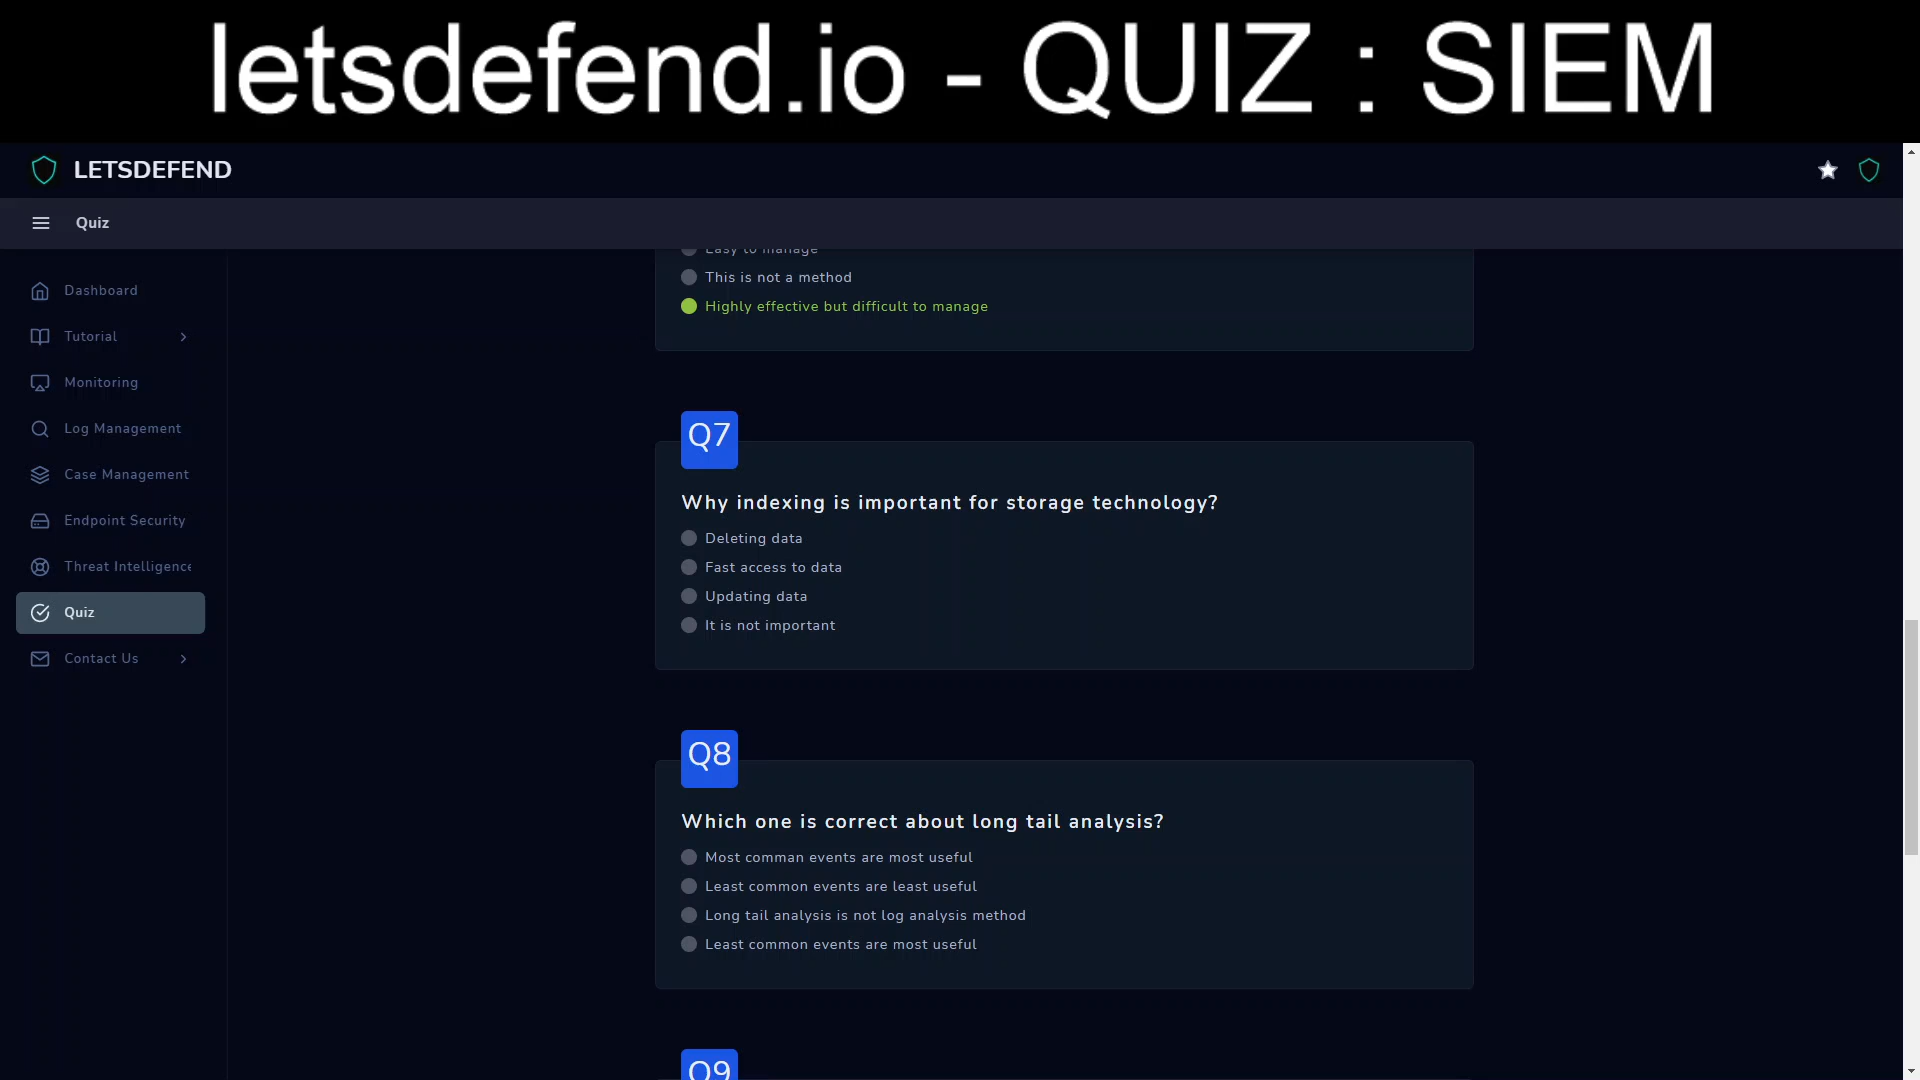 letsdefend.io - QUIZ : SIEM
LETSDEFEND
Quiz
Dashboard
Tutorial
Monitoring
Log Management
Case Management
Endpoint Security
Threat Intelligence
Quiz
Contact Us
Easy to manage
This is not a method
Highly effective but difficult to manage
Q7
Why indexing is important for storage technology?
Deleting data
Fast access to data
Updating data
It is not important
Q8
Which one is correct about long tail analysis?
Most comman events are most useful
Least common events are least useful
Long tail analysis is not log analysis method
Least common events are most useful
Q9